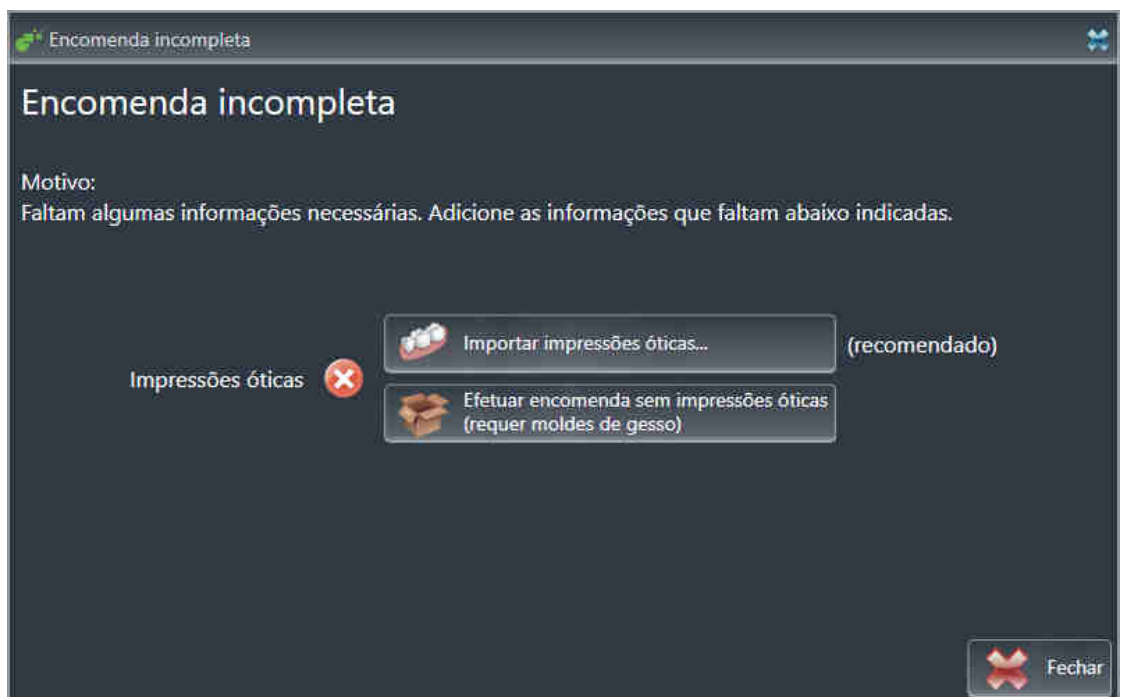 Encomenda incompleta
Encomenda incompleta
Motivo:
Faltam algumas informações necessárias. Adicione as informações que faltam abaixo indicadas.
Importar impressões óticas...
(recomendado)
Impressões óticas
Efetuar encomenda sem impressões óticas
(requer moldes de gesso)
Fechar